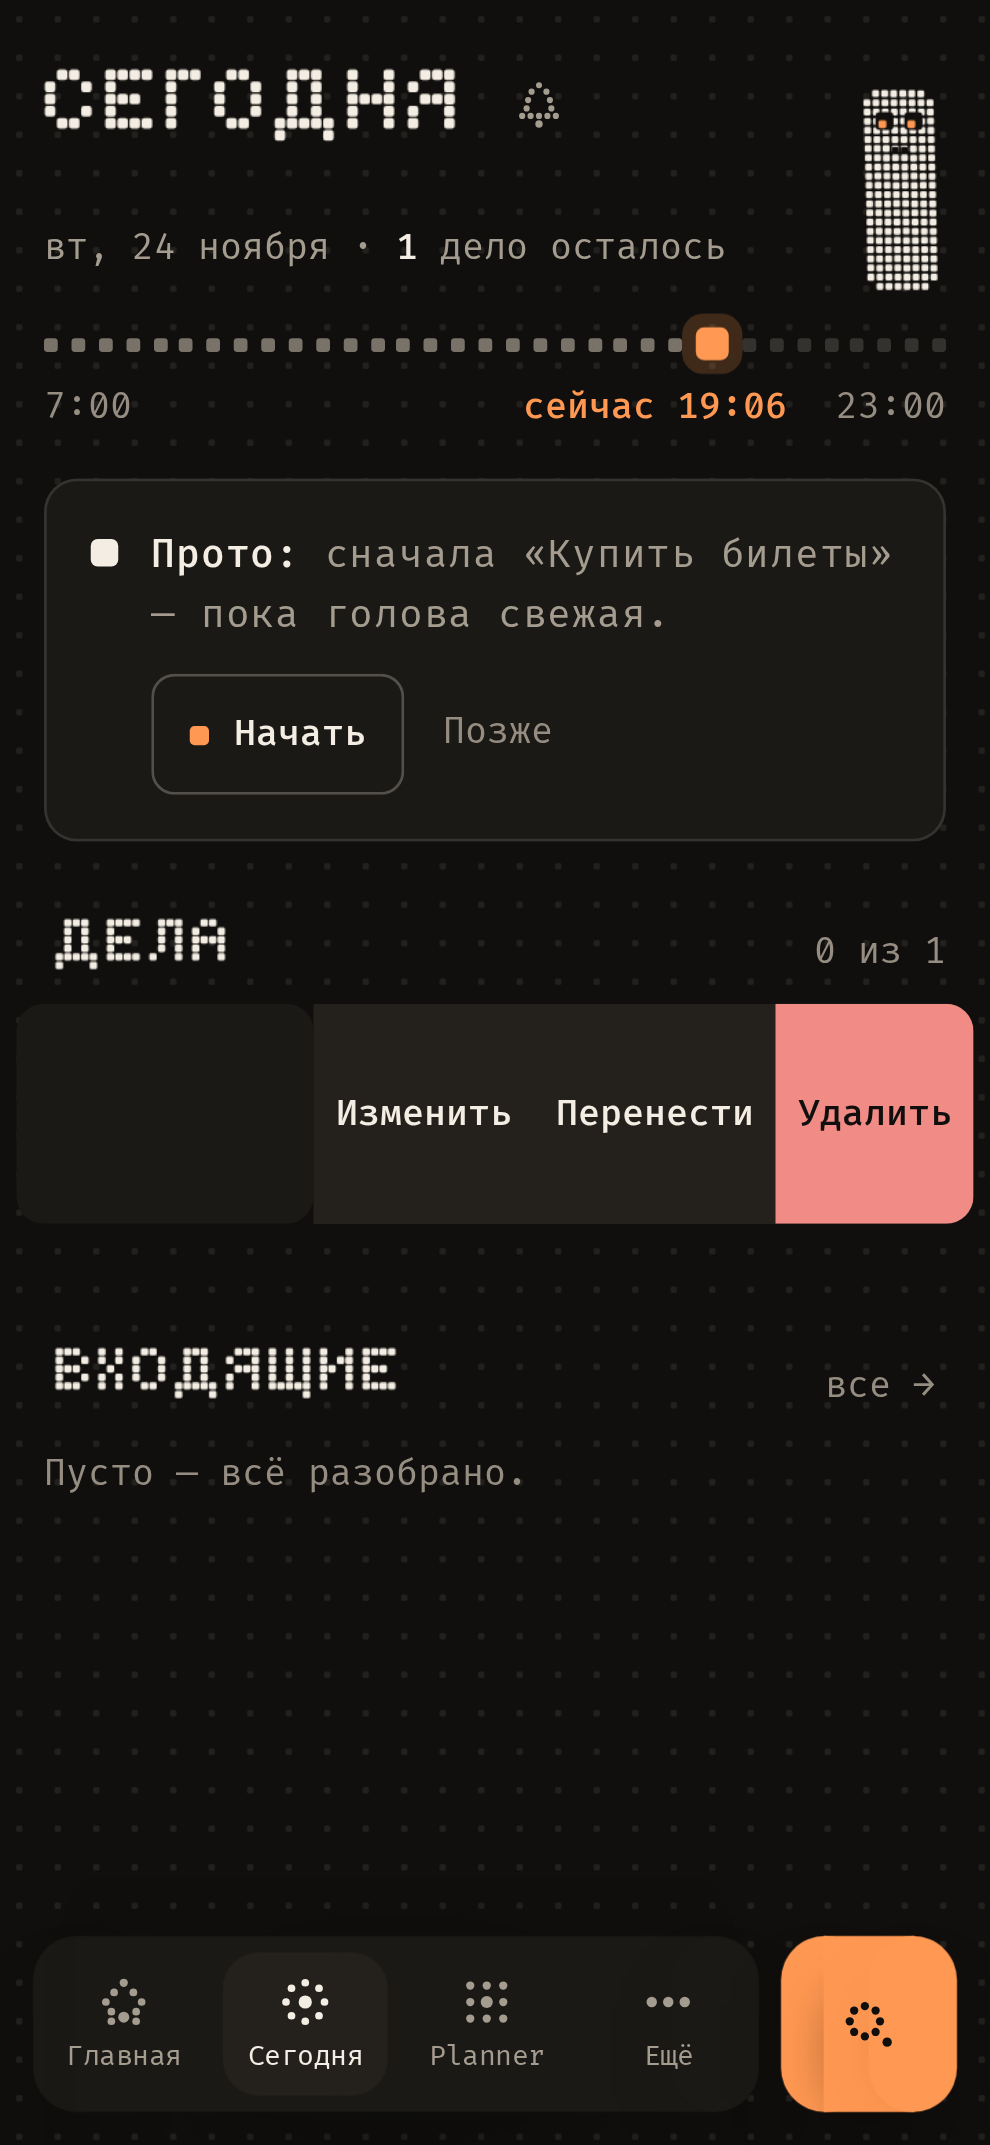 СЕГОДНЯ
вт, 24 ноября · 1 дело осталось
7:00 сейчас 19:06 23:00
Прото: сначала «Купить билеты»
— пока голова свежая.
Начать Позже
ДЕЛА 0 из 1
Изменить Перенести Удалить
ВХОДЯЩИЕ все →
Пусто — всё разобрано.
Главная Сегодня Planner Ещё